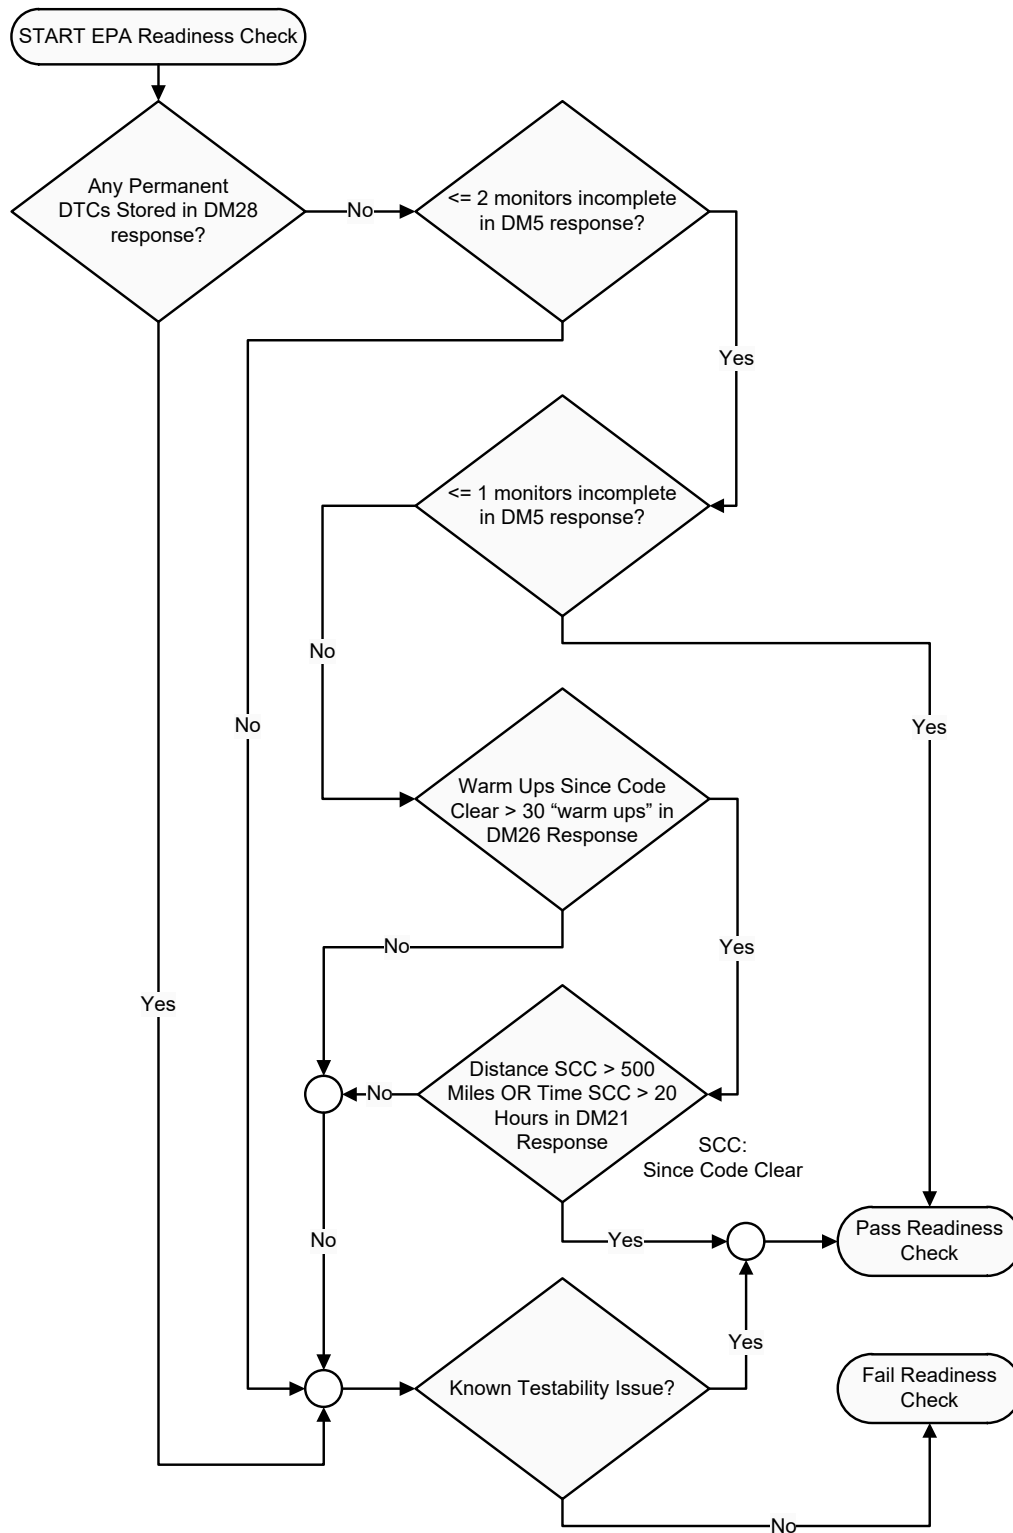 START EPA Readiness Check
Any Permanent
DTCs Stored in DM28
response?
No
<= 2 monitors incomplete
in DM5 response?
Yes
<= 1 monitors incomplete
in DM5 response?
No
Yes
No
Warm Ups Since Code
Clear > 30 “warm ups” in
DM26 Response
No
Yes
Yes
Distance SCC > 500
Miles OR Time SCC > 20
Hours in DM21
Response
No
SCC:
Since Code Clear
No
Yes
Pass Readiness
Check
Yes
Known Testability Issue?
Fail Readiness
Check
No